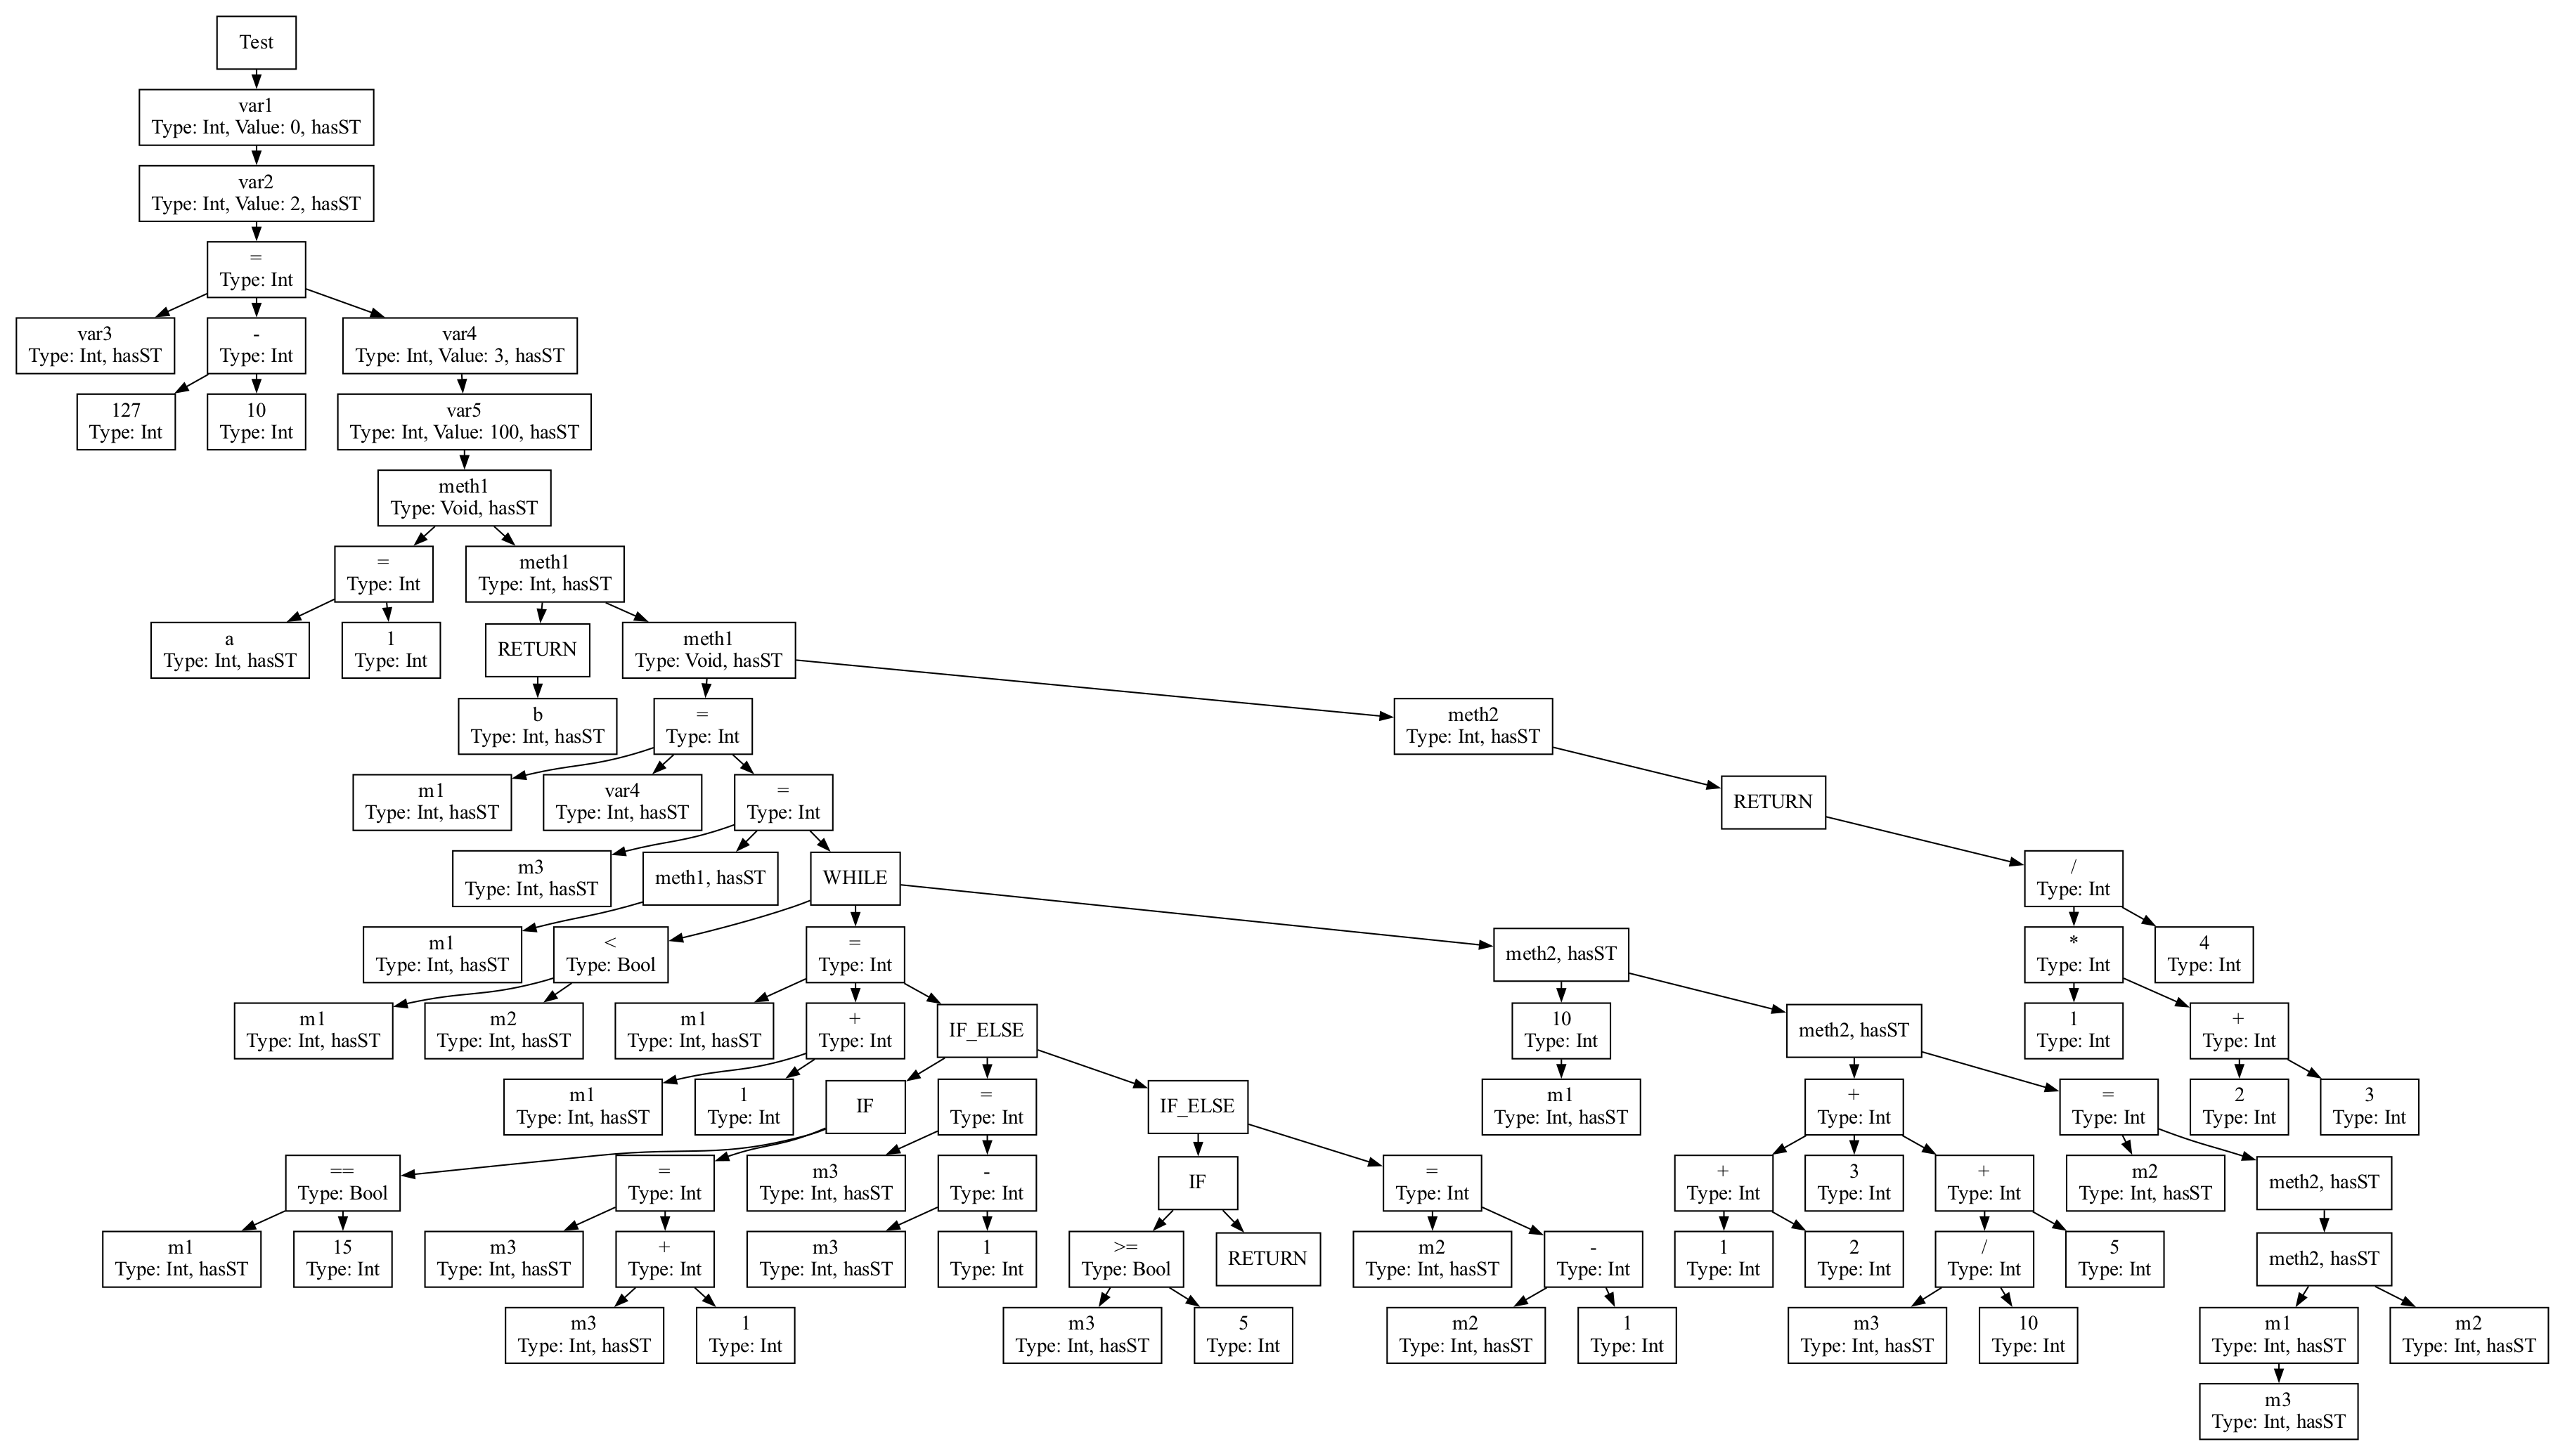 Test
var1
Type: Int, Value: 0, hasST
var2
Type: Int, Value: 2, hasST
=
Type: Int
var3
Type: Int, hasST
-
Type: Int
var4
Type: Int, Value: 3, hasST
127
Type: Int
10
Type: Int
var5
Type: Int, Value: 100, hasST
meth1
Type: Void, hasST
=
Type: Int
meth1
Type: Int, hasST
a
Type: Int, hasST
1
Type: Int
RETURN
meth1
Type: Void, hasST
b
Type: Int, hasST
=
Type: Int
meth2
Type: Int, hasST
m1
Type: Int, hasST
var4
Type: Int, hasST
=
Type: Int
RETURN
m3
Type: Int, hasST
meth1, hasST
WHILE
/
Type: Int
m1
Type: Int, hasST
<
Type: Bool
=
Type: Int
meth2, hasST
*
Type: Int
4
Type: Int
m1
Type: Int, hasST
m2
Type: Int, hasST
m1
Type: Int, hasST
+
Type: Int
IF_ELSE
10
Type: Int
meth2, hasST
1
Type: Int
+
Type: Int
m1
Type: Int, hasST
1
Type: Int
IF
=
Type: Int
IF_ELSE
m1
Type: Int, hasST
+
Type: Int
=
Type: Int
2
Type: Int
3
Type: Int
==
Type: Bool
=
Type: Int
m3
Type: Int, hasST
-
Type: Int
IF
=
Type: Int
+
Type: Int
3
Type: Int
+
Type: Int
m2
Type: Int, hasST
meth2, hasST
m1
Type: Int, hasST
15
Type: Int
m3
Type: Int, hasST
+
Type: Int
m3
Type: Int, hasST
1
Type: Int
>=
Type: Bool
RETURN
m2
Type: Int, hasST
-
Type: Int
1
Type: Int
2
Type: Int
/
Type: Int
5
Type: Int
meth2, hasST
m3
Type: Int, hasST
1
Type: Int
m3
Type: Int, hasST
5
Type: Int
m2
Type: Int, hasST
1
Type: Int
m3
Type: Int, hasST
10
Type: Int
m1
Type: Int, hasST
m2
Type: Int, hasST
m3
Type: Int, hasST